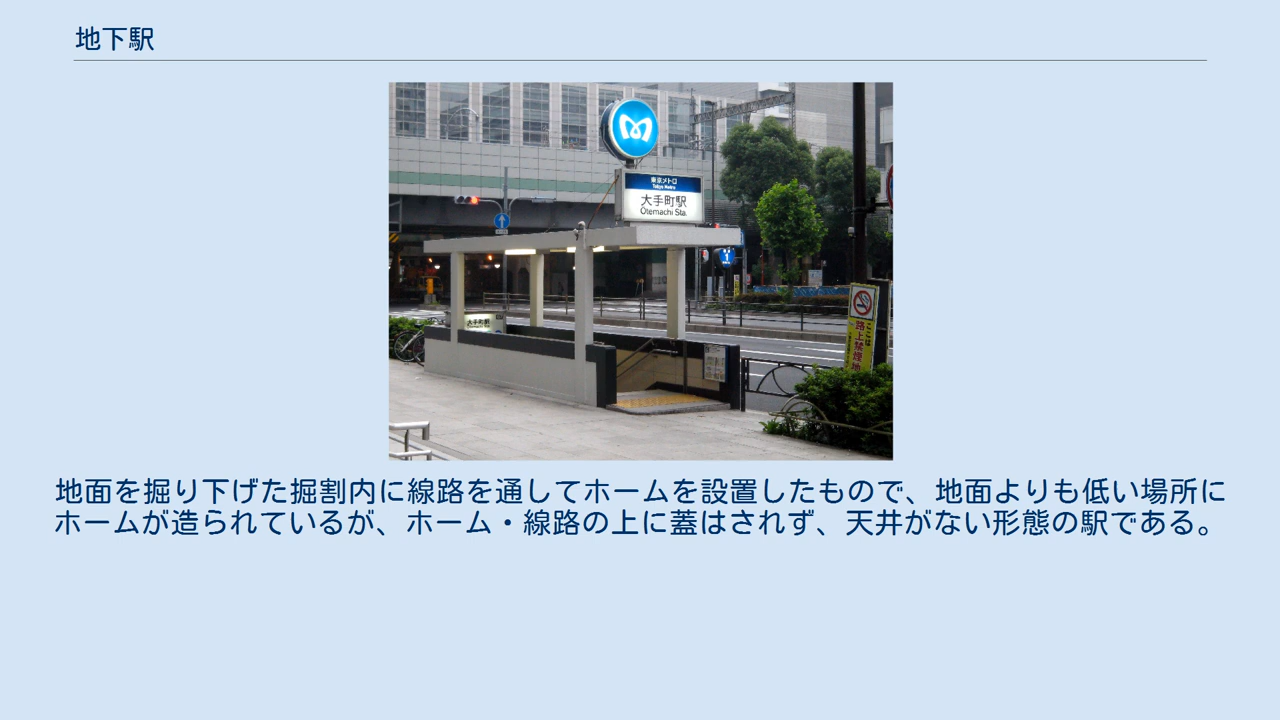 地下駅
東京メトロ
Tokyo Metro
大手町駅
Otemachi Sta.
大手町駅
ここは
路上禁煙地
地面を掘り下げた掘割内に線路を通してホームを設置したもので、地面よりも低い場所に
ホームが造られているが、ホーム・線路の上に蓋はされず、天井がない形態の駅である。